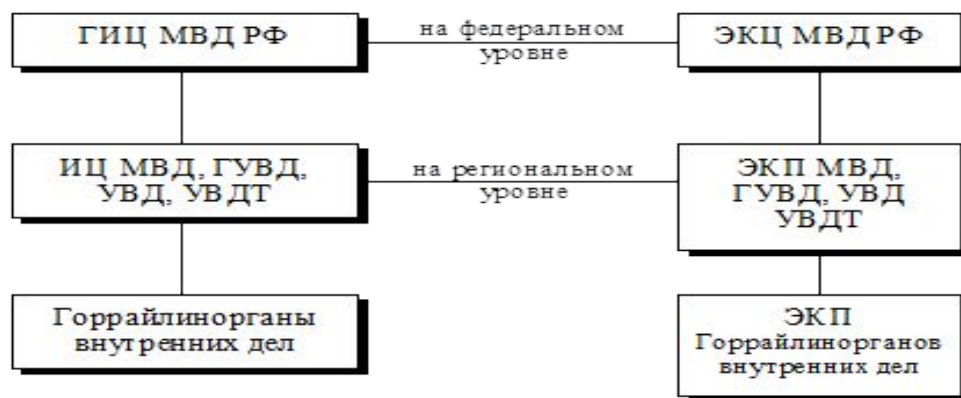 ГИЦ МВД РФ
на федеральном
уровне
ЭКЦ МВД РФ
ИЦ МВД, ГУВД,
УВД, УВДТ
на региональном
уровне
ЭКП МВД,
ГУВД, УВД
УВДТ
Горрайлинорганы
внутренних дел
ЭКП
Горрайлинорганов
внутренних дел